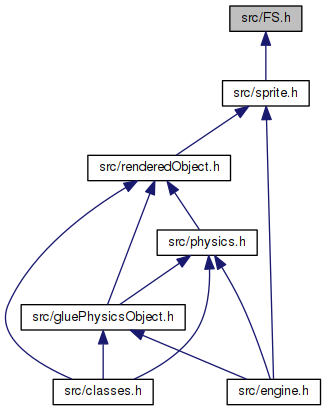 src/FS.h
src/sprite.h
src/renderedObject.h
src/physics.h
src/gluePhysicsObject.h
src/classes.h
src/engine.h